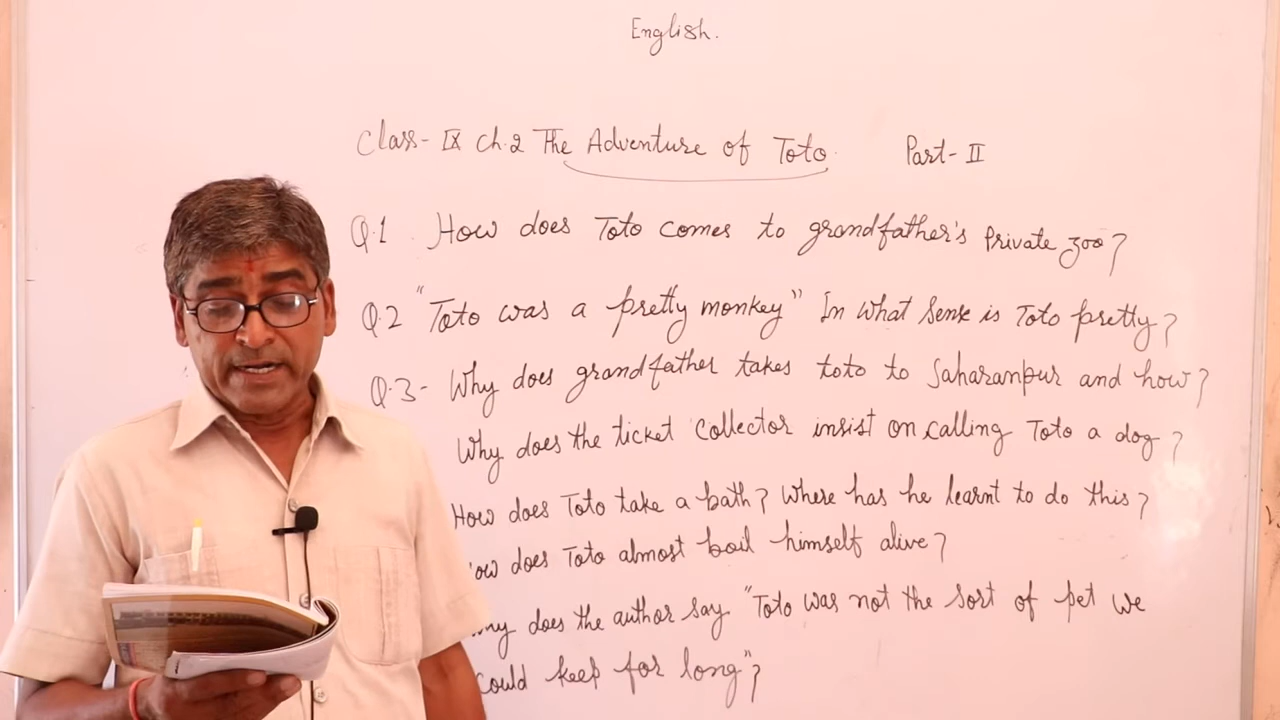 English.
Class- IX Ch.2 The Adventure of Toto. Part- II
Q.1 How does Toto comes to grandfather's Private zoo?
Q.2 "Toto was a pretty monkey" In What Sense is Toto pretty?
Q.3- Why does grandfather takes toto to Saharanpur and how?
Why does the ticket Collector insist on calling Toto a dog?
How does Toto take a bath? Where has he learnt to do this?
does Toto almost boil himself alive?
does the author say "Toto was not the sort of pet we
could keep for long"?